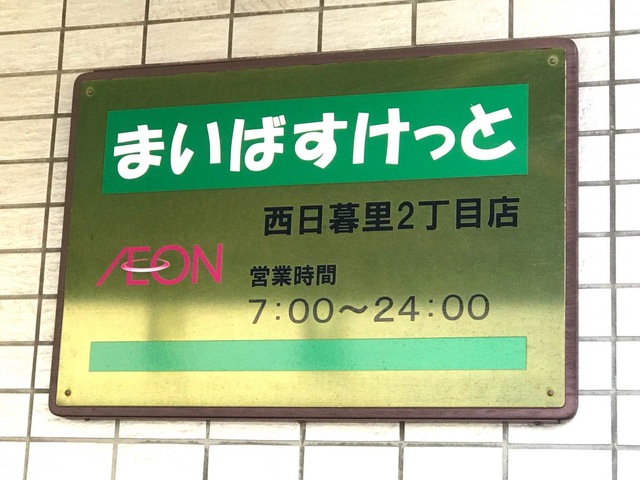 まいばすけっと
西日暮里2丁目店
ÆON
営業時間
7:00～24:00